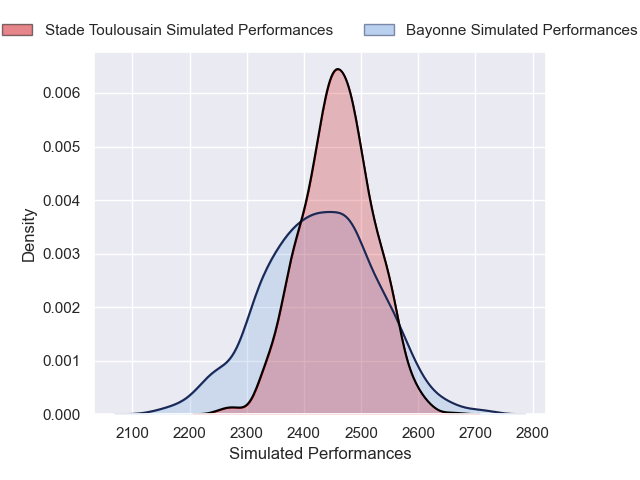 Stade Toulousain Simulated Performances
Bayonne Simulated Performances
0.006
0.005
0.004
0.003
0.002
0.001
0.000
Density
2100 2200 2300 2400 2500 2600 2700 2800
Simulated Performances